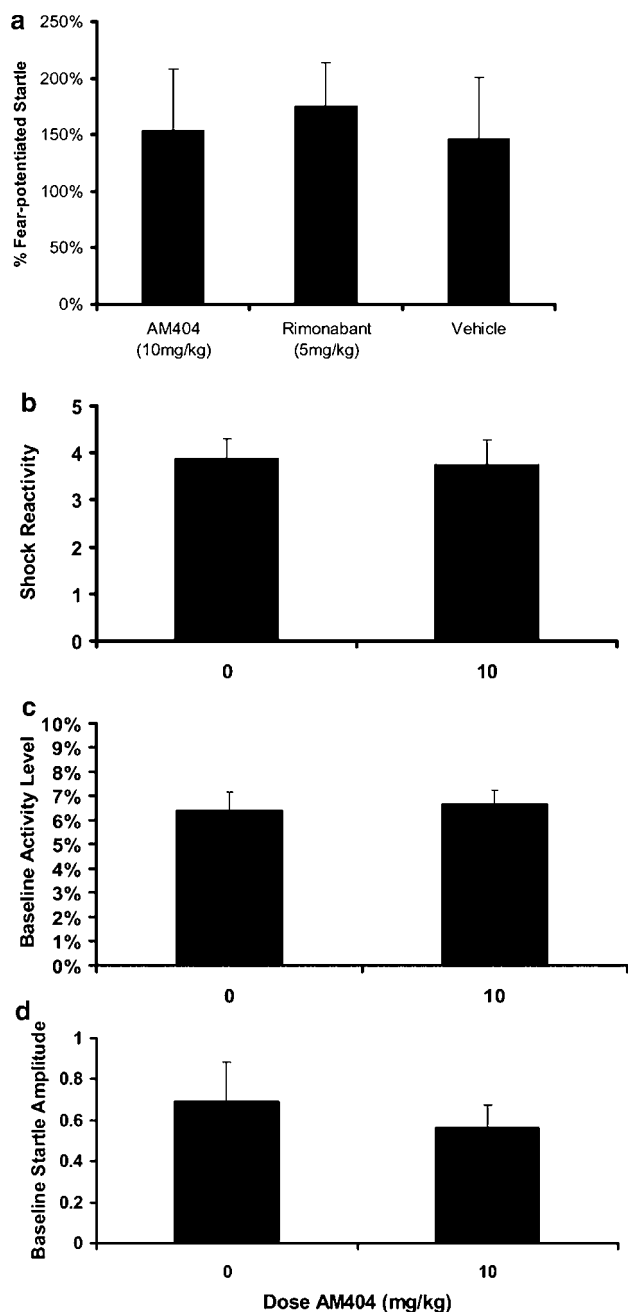 a
% Fear-potentiated Startle
250%
200%
150%
100%
50%
0%
AM404
(10mg/kg)
Rimonabant
(5mg/kg)
Vehicle
b
Shock Reactivity
5
4
3
2
1
0
0
10
c
Baseline Activity Level
10%
9%
8%
7%
6%
5%
4%
3%
2%
1%
0%
0
10
d
Baseline Startle Amplitude
1
0.8
0.6
0.4
0.2
0
0
10
Dose AM404 (mg/kg)